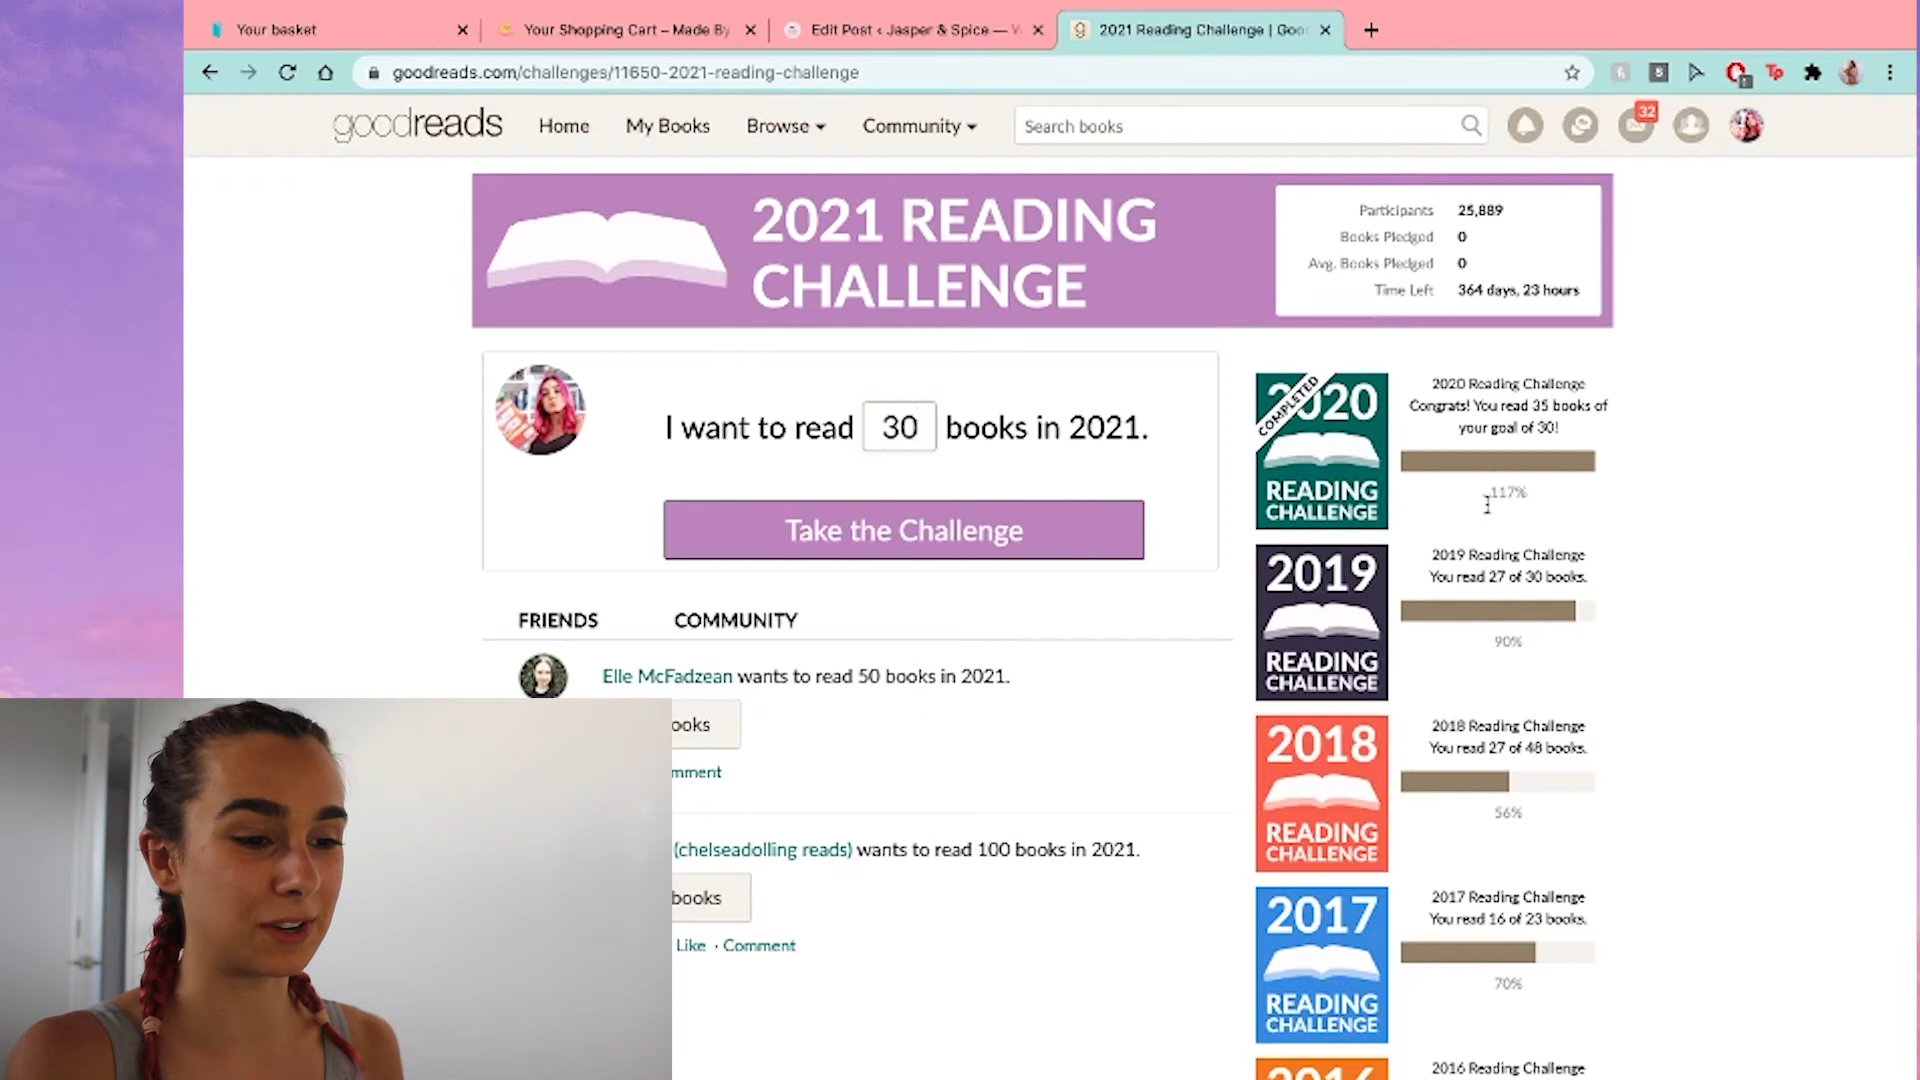 Your basket
Your Shopping Cart – Made By
Edit Post ‹ Jasper & Spice —
2021 Reading Challenge | Goo
goodreads.com/challenges/11650-2021-reading-challenge
goodreads
Home
My Books
Browse
Community
Search books
32
2021 READING
CHALLENGE
Participants 25,889
Books Pledged 0
Avg. Books Pledged 0
Time Left 364 days, 23 hours
I want to read 30 books in 2021.
Take the Challenge
FRIENDS COMMUNITY
Elle McFadzean wants to read 50 books in 2021.
ooks
mment
(chelseadolling reads) wants to read 100 books in 2021.
books
Like · Comment
COMPLETED
2020
READING
CHALLENGE
2020 Reading Challenge
Congrats! You read 35 books of
your goal of 30!
117%
2019
READING
CHALLENGE
2019 Reading Challenge
You read 27 of 30 books.
90%
2018
READING
CHALLENGE
2018 Reading Challenge
You read 27 of 48 books.
56%
2017
READING
CHALLENGE
2017 Reading Challenge
You read 16 of 23 books.
70%
2016
2016 Reading Challenge